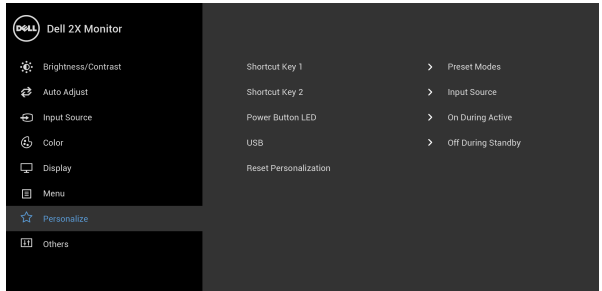 DELL Dell 2X Monitor
Brightness/Contrast
Auto Adjust
Input Source
Color
Display
Menu
Personalize
Others
Shortcut Key 1 > Preset Modes
Shortcut Key 2 > Input Source
Power Button LED > On During Active
USB > Off During Standby
Reset Personalization